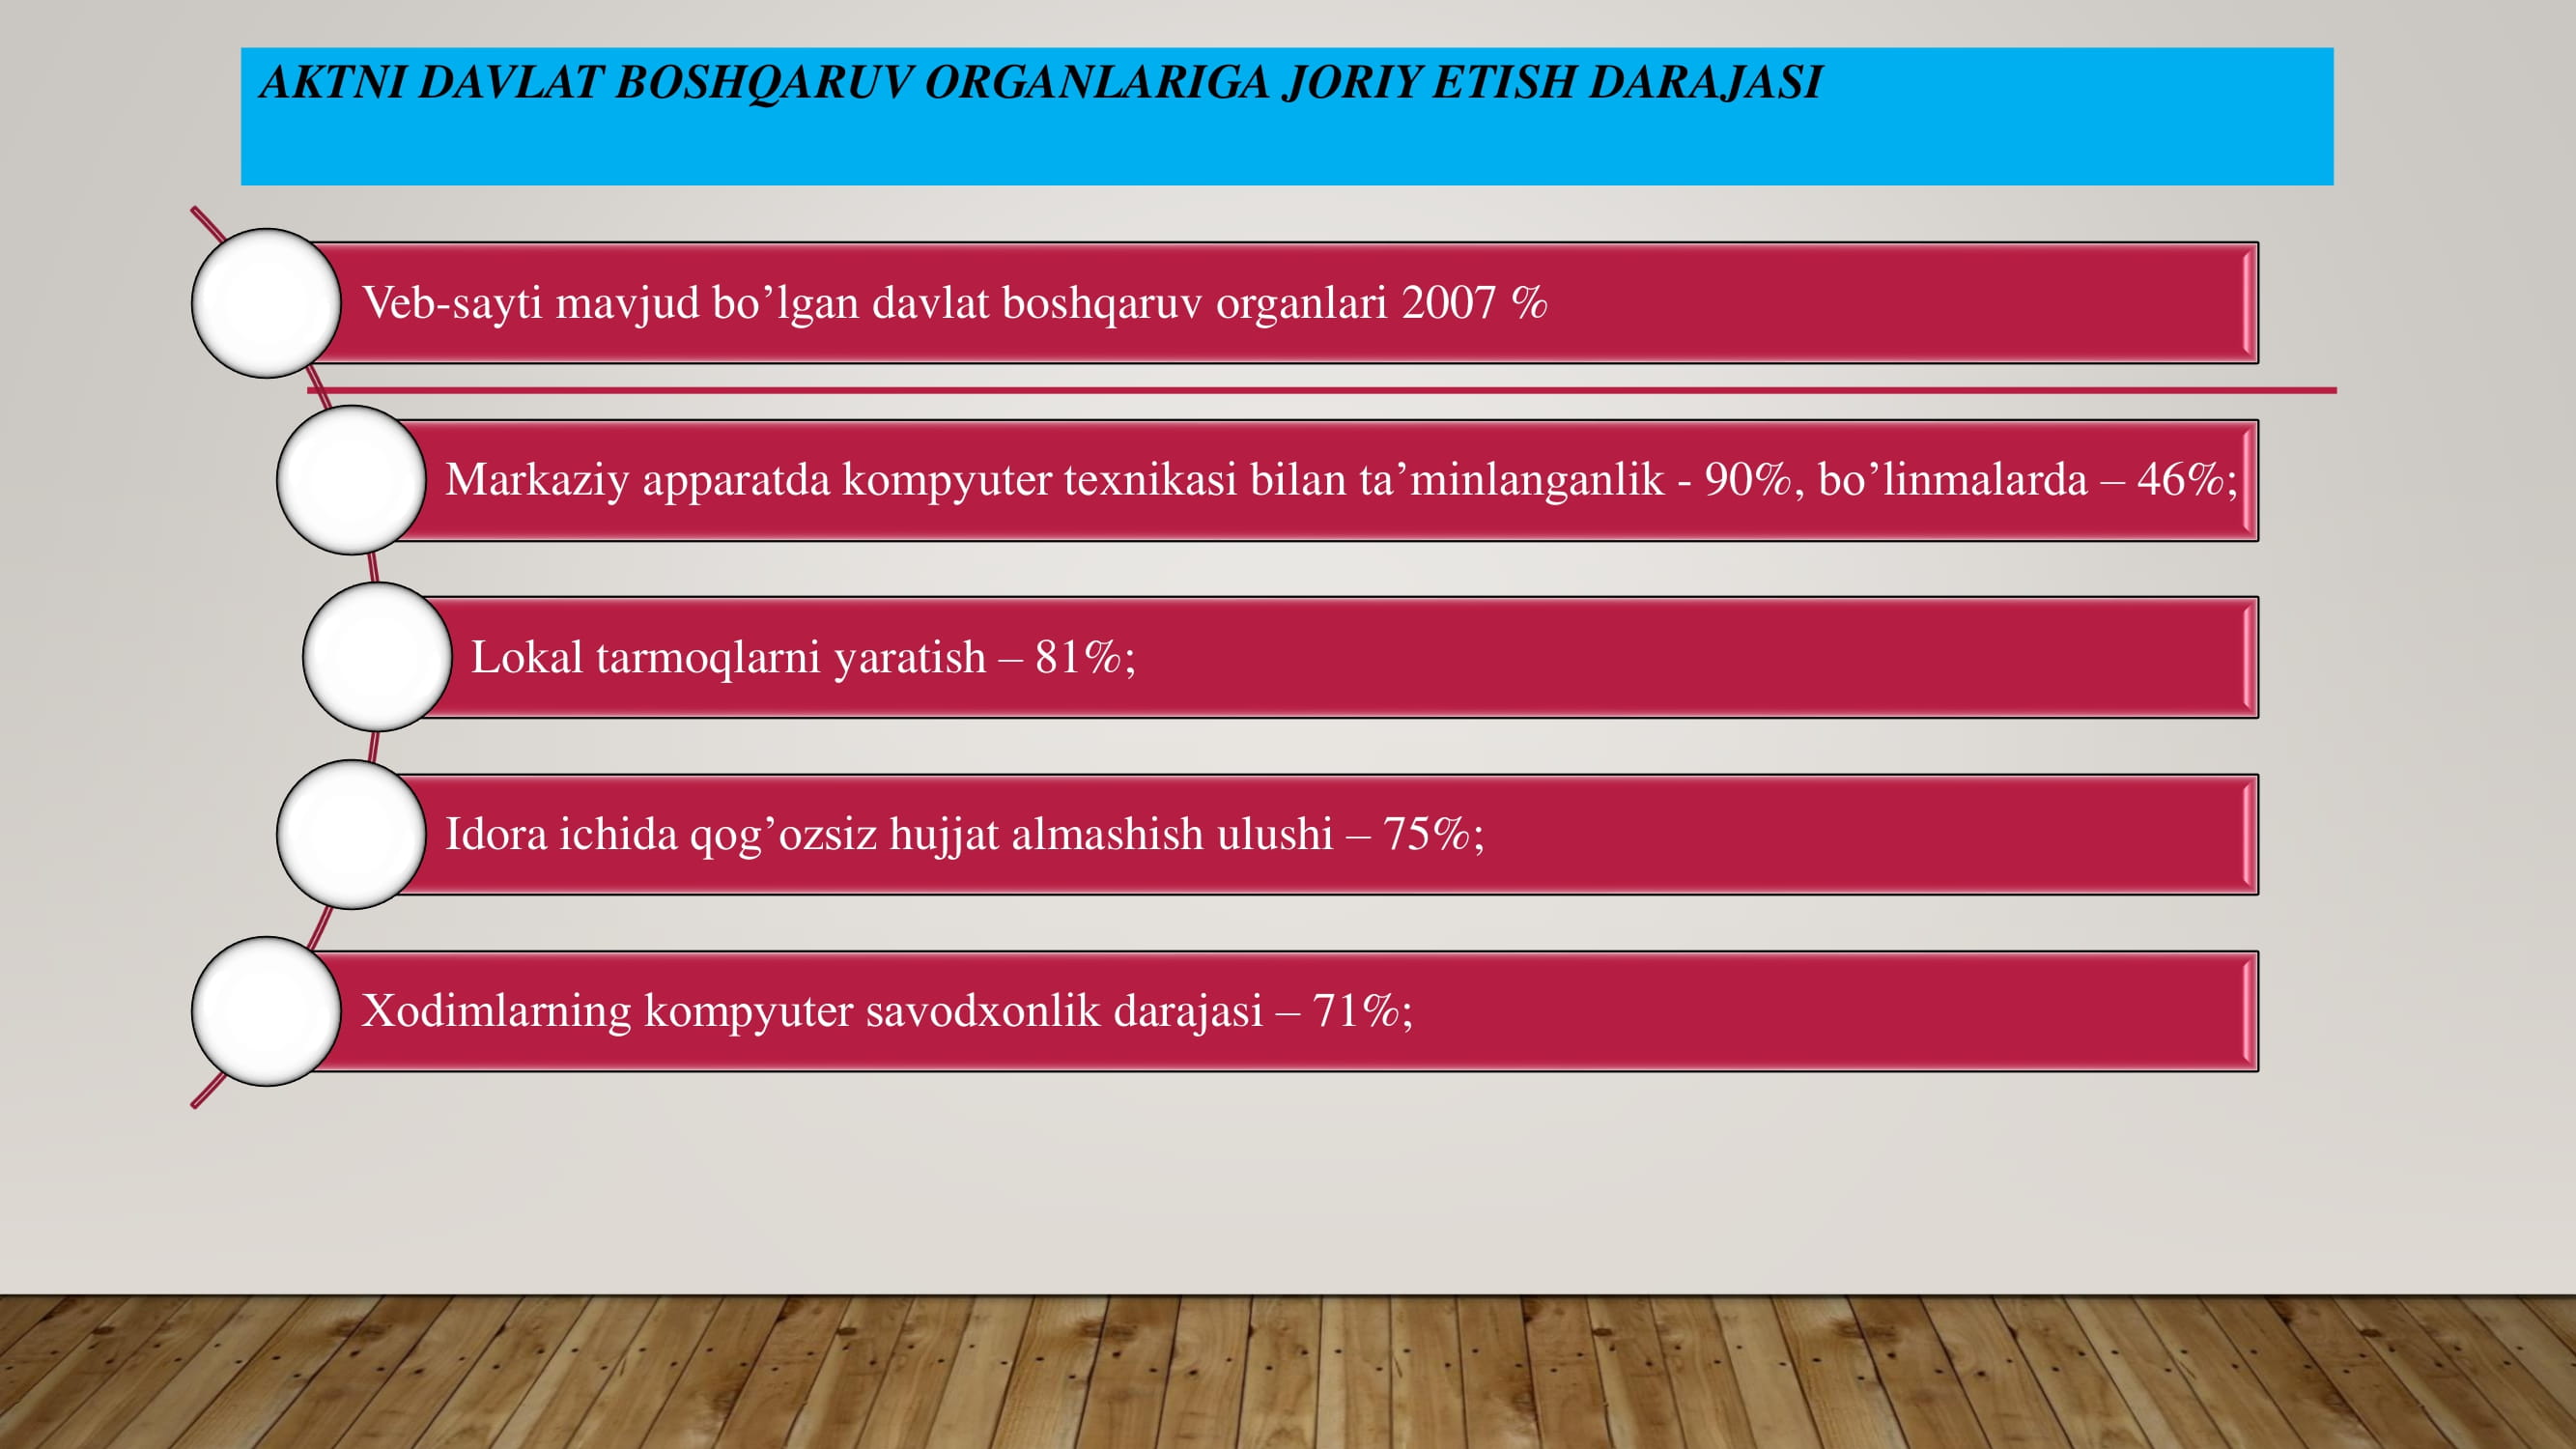 AKTNI DAVLAT BOSHQARUV ORGANLARIGA JORIY ETISH DARAJASI
Veb-sayti mavjud bo’lgan davlat boshqaruv organlari 2007 %
Markaziy apparatda kompyuter texnikasi bilan ta’minlanganlik - 90%, bo’linmalarda – 46%;
Lokal tarmoqlarni yaratish – 81%;
Idora ichida qog’ozsiz hujjat almashish ulushi – 75%;
Xodimlarning kompyuter savodxonlik darajasi – 71%;